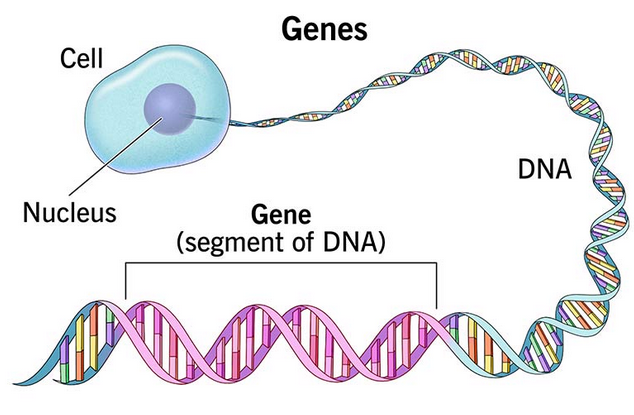 Genes
Cell
DNA
Nucleus
Gene
(segment of DNA)